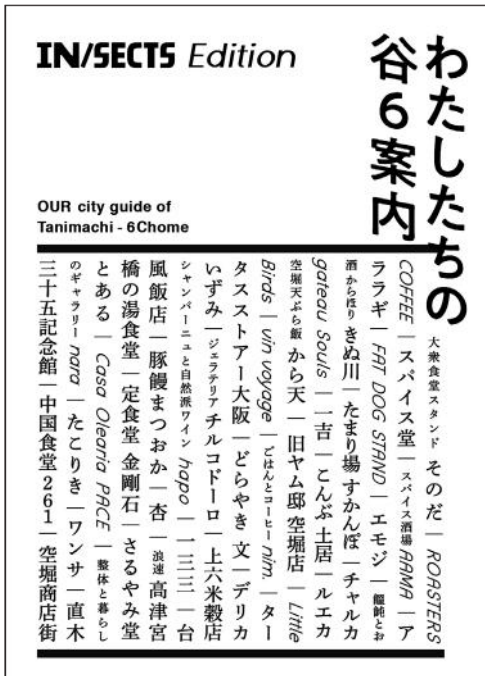 IN/SECTS Edition
わたしたちの
谷6案内
OUR city guide of
Tanimachi - 6Chome
大衆食堂スタンド そのだ｜ROASTERS
COFFEE｜スパイス堂｜スパイス酒場 AAMA｜ア
ララギ｜FAT DOG STAND｜エモジ｜饂飩とお
酒 からほり きぬ川｜たまり場 すかんぽ｜チャルカ
gateau Souls｜一吉｜こんぶ土居｜ルエカ
空堀天ぷら飯 から天｜旧ヤム邸 空堀店｜Little
Birds｜vin voyage｜ごはんとコーヒー nim.｜ター
タスストアー大阪｜どらやき 文｜デリカ
いずみ｜ジェラテリア チルコドーロ｜上六米穀店
シャンパーニュと自然派ワイン hapo｜一三三｜台
風飯店｜豚饅まつおか｜杏｜浪速 高津宮
橋の湯食堂｜定食堂 金剛石｜さるやみ堂
とある｜Casa Olearia PACE｜整体と暮らし
のギャラリー nara｜たこりき｜ワンサ｜直木
三十五記念館｜中国食堂261｜空堀商店街